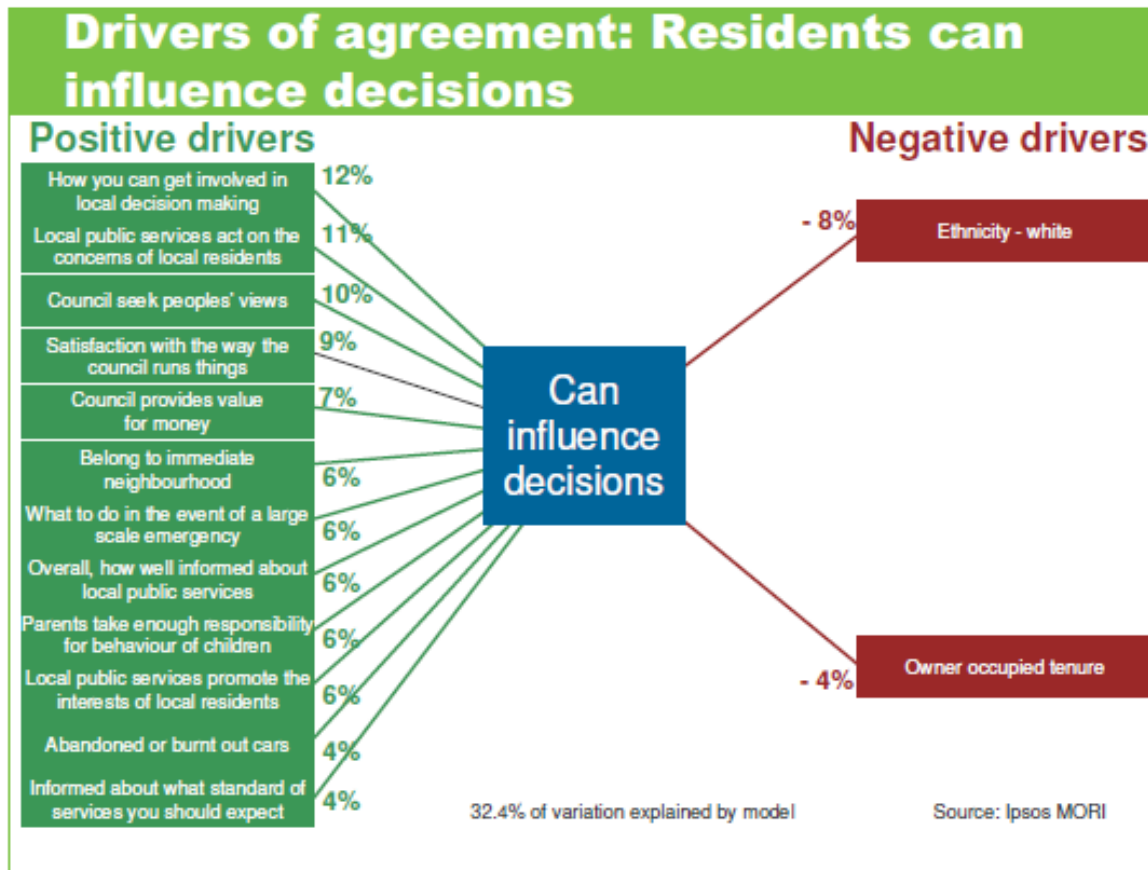 Drivers of agreement: Residents can
influence decisions
Positive drivers
Negative drivers
How you can get involved in
local decision making
12%
Local public services act on the
concerns of local residents
11%
Council seek peoples' views
10%
Satisfaction with the way the
council runs things
9%
Council provides value
for money
7%
Belong to immediate
neighbourhood
6%
What to do in the event of a large
scale emergency
6%
Overall, how well informed about
local public services
6%
Parents take enough responsibility
for behaviour of children
6%
Local public services promote the
interests of local residents
6%
Abandoned or burnt out cars
4%
Informed about what standard of
services you should expect
4%
Can
influence
decisions
- 8%
Ethnicity - white
- 4%
Owner occupied tenure
32.4% of variation explained by model
Source: Ipsos MORI